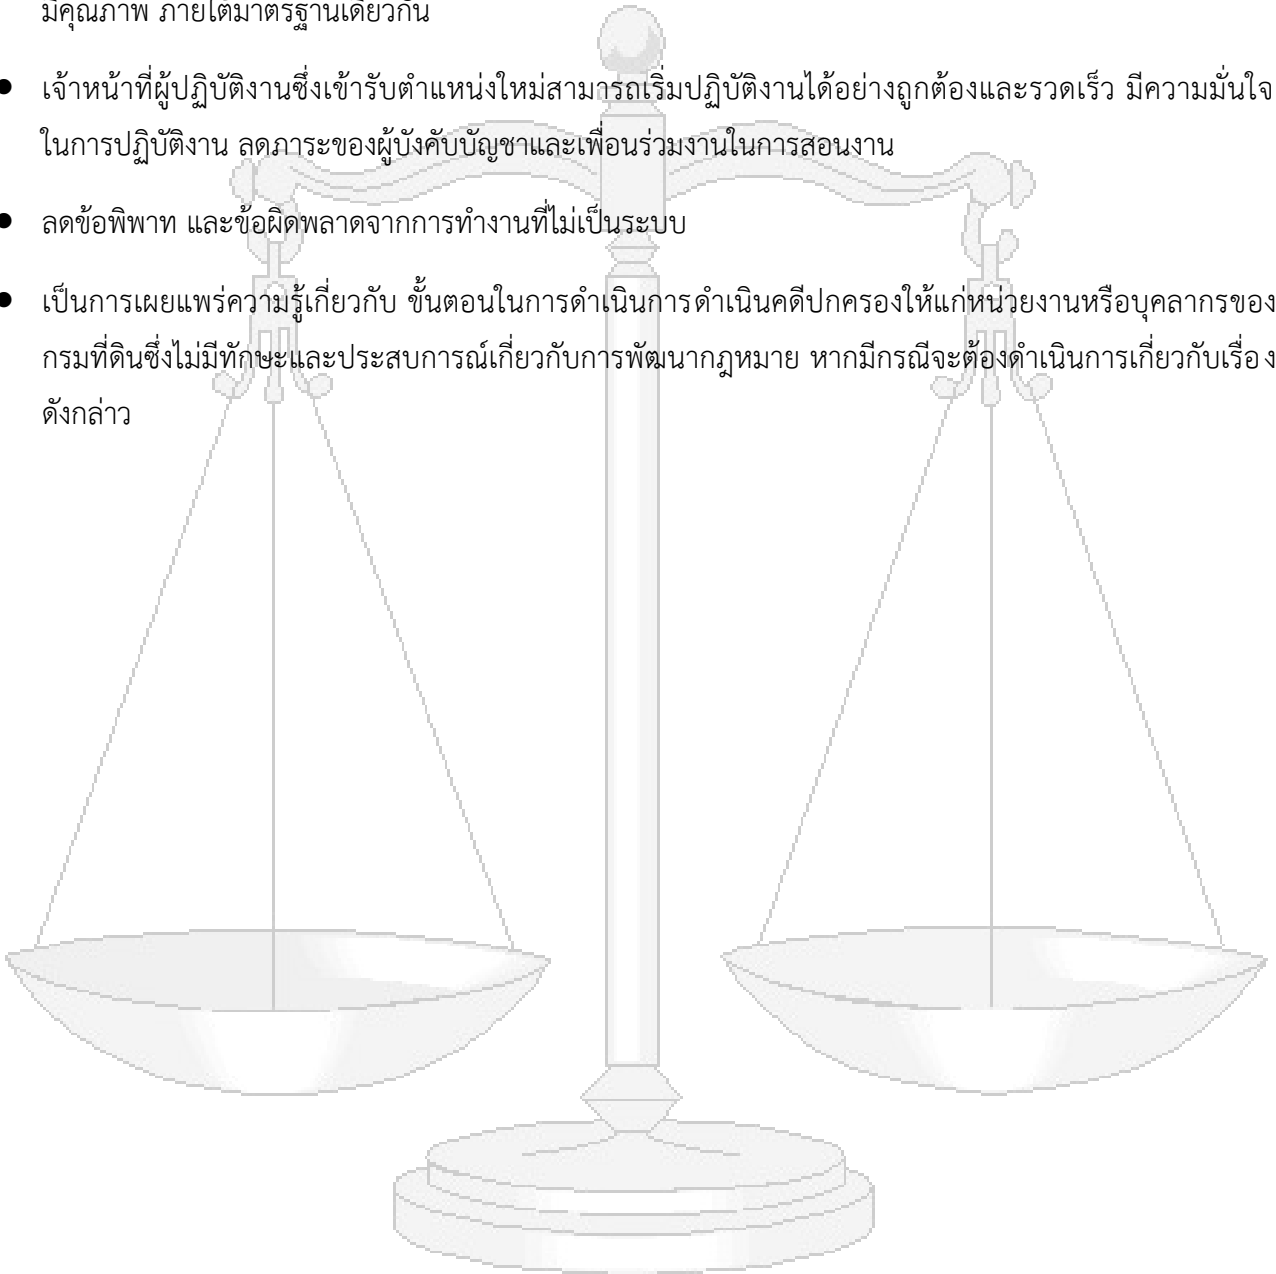 มีคุณภาพ ภายใต้มาตรฐานเดียวกัน
● เจ้าหน้าที่ผู้ปฏิบัติงานซึ่งเข้ารับตำแหน่งใหม่สามารถเริ่มปฏิบัติงานได้อย่างถูกต้องและรวดเร็ว มีความมั่นใจ
ในการปฏิบัติงาน ลดภาระของผู้บังคับบัญชาและเพื่อนร่วมงานในการสอนงาน
● ลดข้อพิพาท และข้อผิดพลาดจากการทำงานที่ไม่เป็นระบบ
● เป็นการเผยแพร่ความรู้เกี่ยวกับ ขั้นตอนในการดำเนินการดำเนินคดีปกครองให้แก่หน่วยงานหรือบุคลากรของ
กรมที่ดินซึ่งไม่มีทักษะและประสบการณ์เกี่ยวกับการพัฒนากฎหมาย หากมีกรณีจะต้องดำเนินการเกี่ยวกับเรื่อง
ดังกล่าว